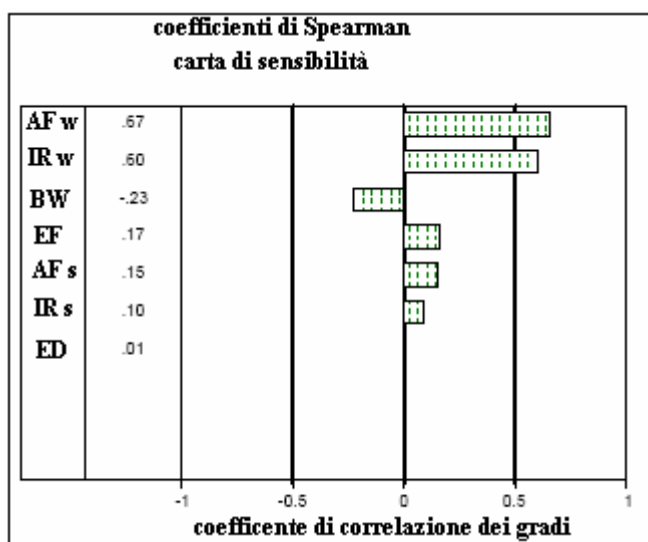 coefficienti di Spearman
carta di sensibilità
AF w .67
IR w .60
BW -.23
EF .17
AF s .15
IR s .10
ED .01
-1 -0.5 0 0.5 1
coefficente di correlazione dei gradi